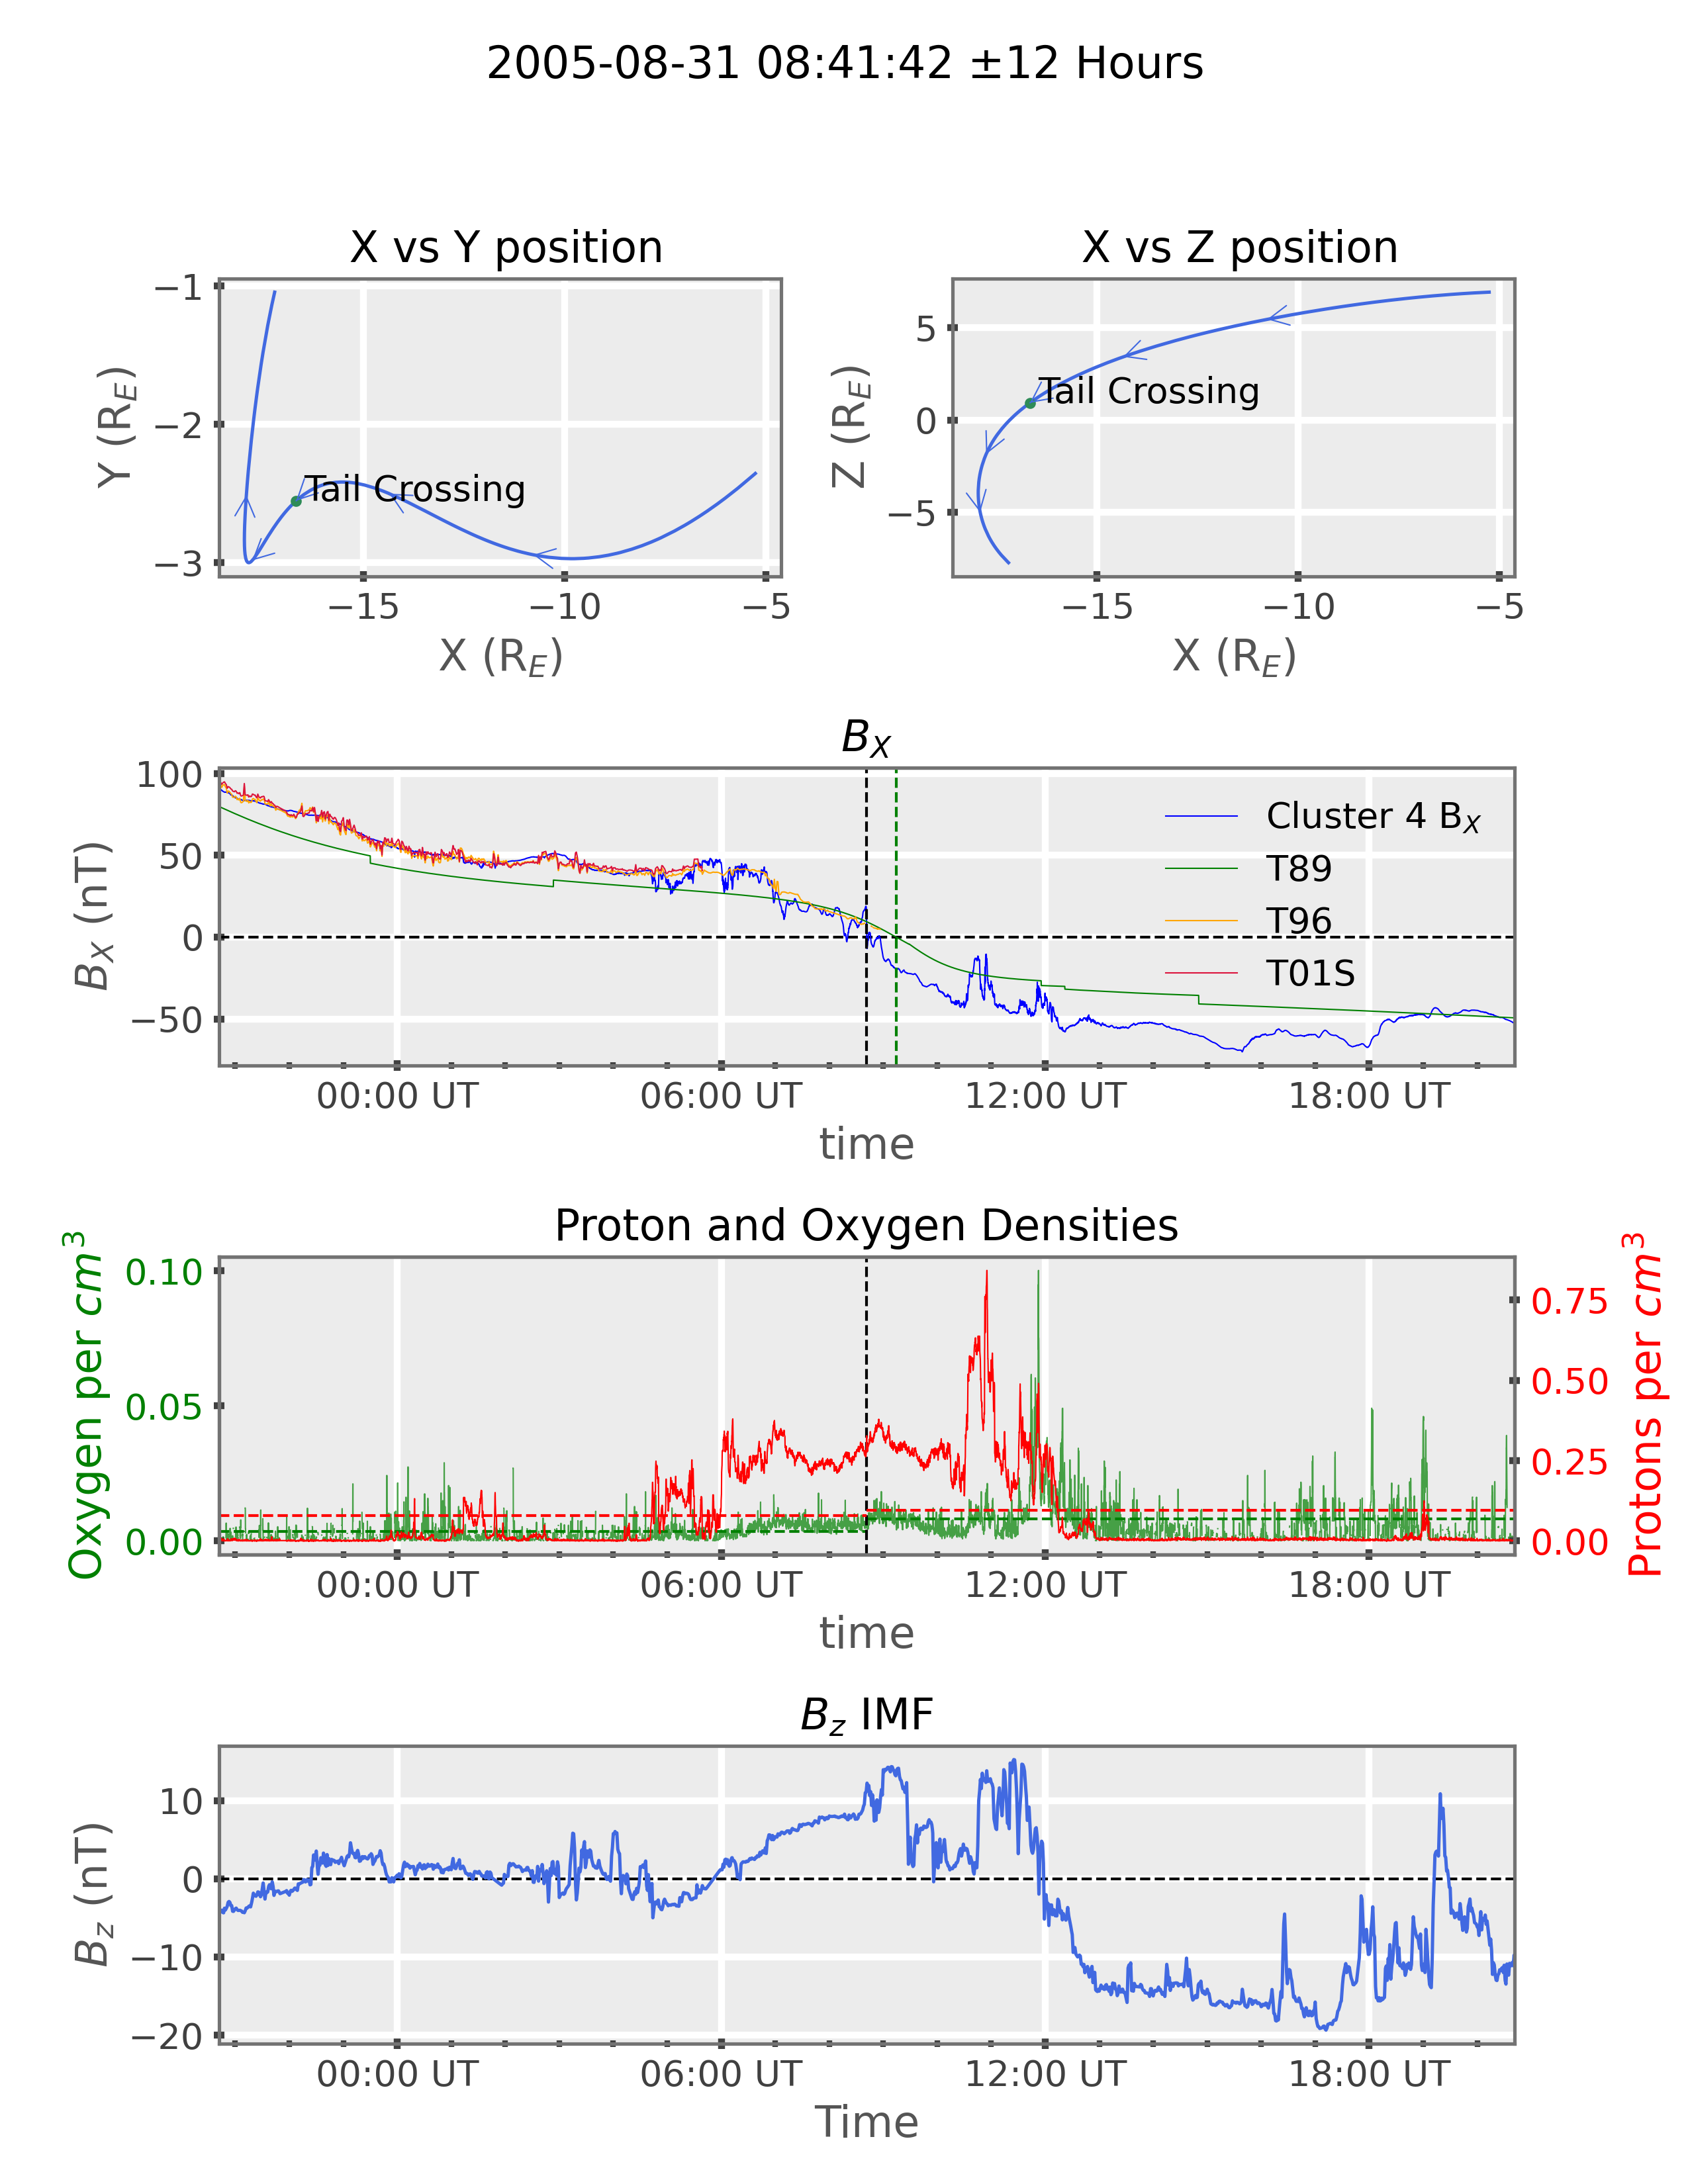 2005-08-31 08:41:42 ±12 Hours
X vs Y position
−1
−2
−3
Y (R_E)
Tail Crossing
−15 −10 −5
X (R_E)
X vs Z position
5
0
−5
Z (R_E)
Tail Crossing
−15 −10 −5
X (R_E)
B_X
100
50
0
−50
B_X (nT)
Cluster 4 B_X
T89
T96
T01S
00:00 UT 06:00 UT 12:00 UT 18:00 UT
time
Proton and Oxygen Densities
0.10
0.05
0.00
Oxygen per cm³
0.75
0.50
0.25
0.00
Protons per cm³
00:00 UT 06:00 UT 12:00 UT 18:00 UT
time
B_z IMF
10
0
−10
−20
B_z (nT)
00:00 UT 06:00 UT 12:00 UT 18:00 UT
Time